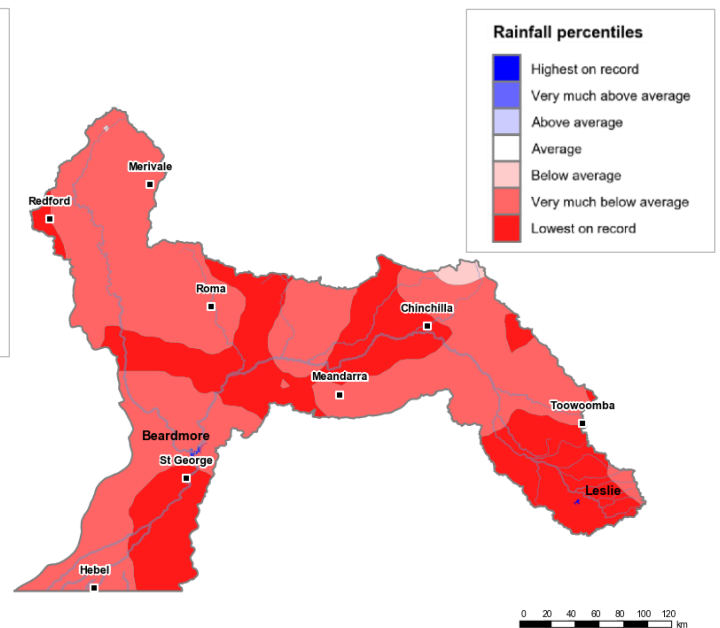 Rainfall percentiles
Highest on record
Very much above average
Above average
Average
Below average
Very much below average
Lowest on record
Merivale
Redford
Roma
Chinchilla
Meandarra
Toowoomba
Beardmore
St George
Leslie
Hebel
0 20 40 60 80 100 120
km